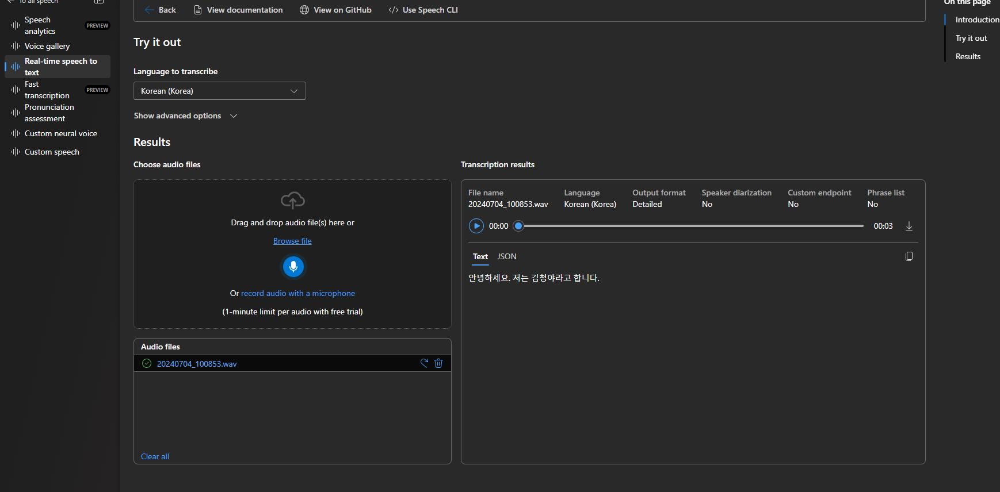 To all speech
Speech
analytics
PREVIEW
Voice gallery
Real-time speech to
text
Fast
transcription
PREVIEW
Pronunciation
assessment
Custom neural voice
Custom speech
Back
View documentation
View on GitHub
Use Speech CLI
Try it out
Language to transcribe
Korean (Korea)
Show advanced options
Results
Choose audio files
Drag and drop audio file(s) here or
Browse file
Or record audio with a microphone
(1-minute limit per audio with free trial)
Audio files
20240704_100853.wav
Clear all
Transcription results
File name Language Output format Speaker diarization Custom endpoint Phrase list
20240704_100853.wav Korean (Korea) Detailed No No No
00:00 00:03
Text JSON
안녕하세요. 저는 김청야라고 합니다.
On this page
Introduction
Try it out
Results